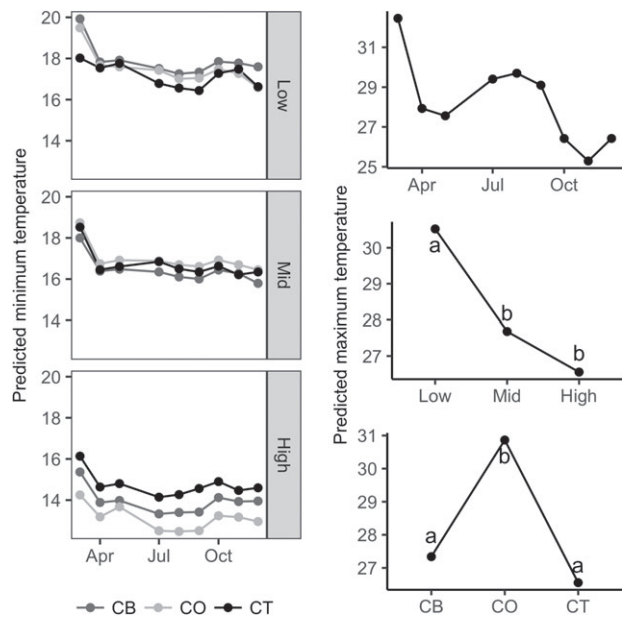 Predicted minimum temperature
20
18
16
14
Low
20
18
16
14
Mid
20
18
16
14
High
Apr Jul Oct
CB CO CT
Predicted maximum temperature
31
29
27
25
Apr Jul Oct
30
28
27
a
b
b
Low Mid High
31
30
28
27
a
b
a
CB CO CT